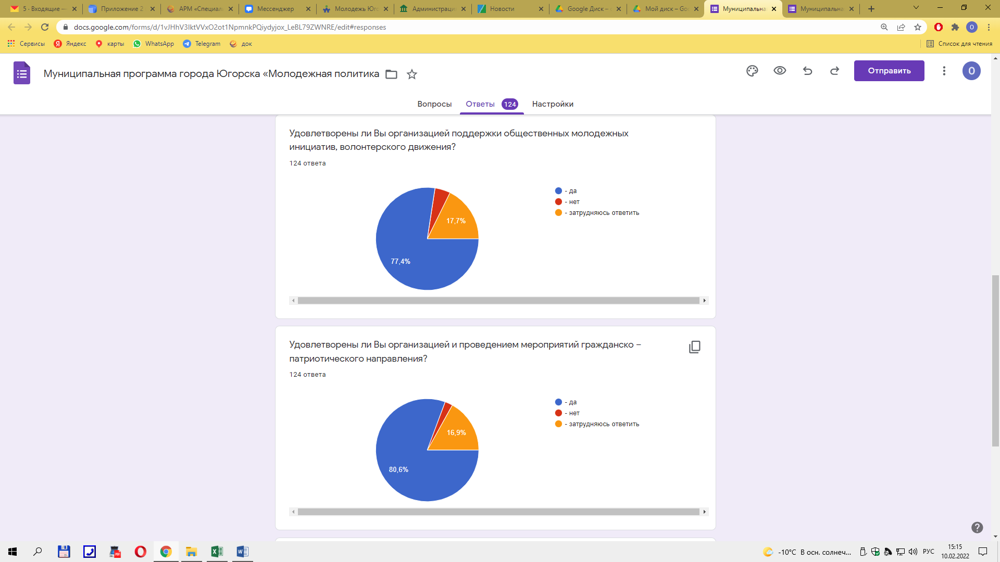 5 · Входящие —
Приложение 2
АРМ «Специал
Мессенджер
Молодежь Юго
Администраци
Новости
Google Диск –
Мой диск – Goo
Муниципальна
Муниципальна
docs.google.com/forms/d/1vJHhV3IktVVxO2ot1NpmnkPQiydyjox_LeBL79ZWNRE/edit#responses
О
Сервисы
Яндекс
карты
WhatsApp
Telegram
док
Список для чтения
Муниципальная программа города Югорска «Молодежная политика
Отправить
О
Вопросы
Ответы 124
Настройки
Удовлетворены ли Вы организацией поддержки общественных молодежных
инициатив, волонтерского движения?
124 ответа
- да
- нет
- затрудняюсь ответить
17,7%
77,4%
Удовлетворены ли Вы организацией и проведением мероприятий гражданско –
патриотического направления?
124 ответа
- да
- нет
- затрудняюсь ответить
16,9%
80,6%
-10°C В осн. солнеч...
РУС
15:15
10.02.2022